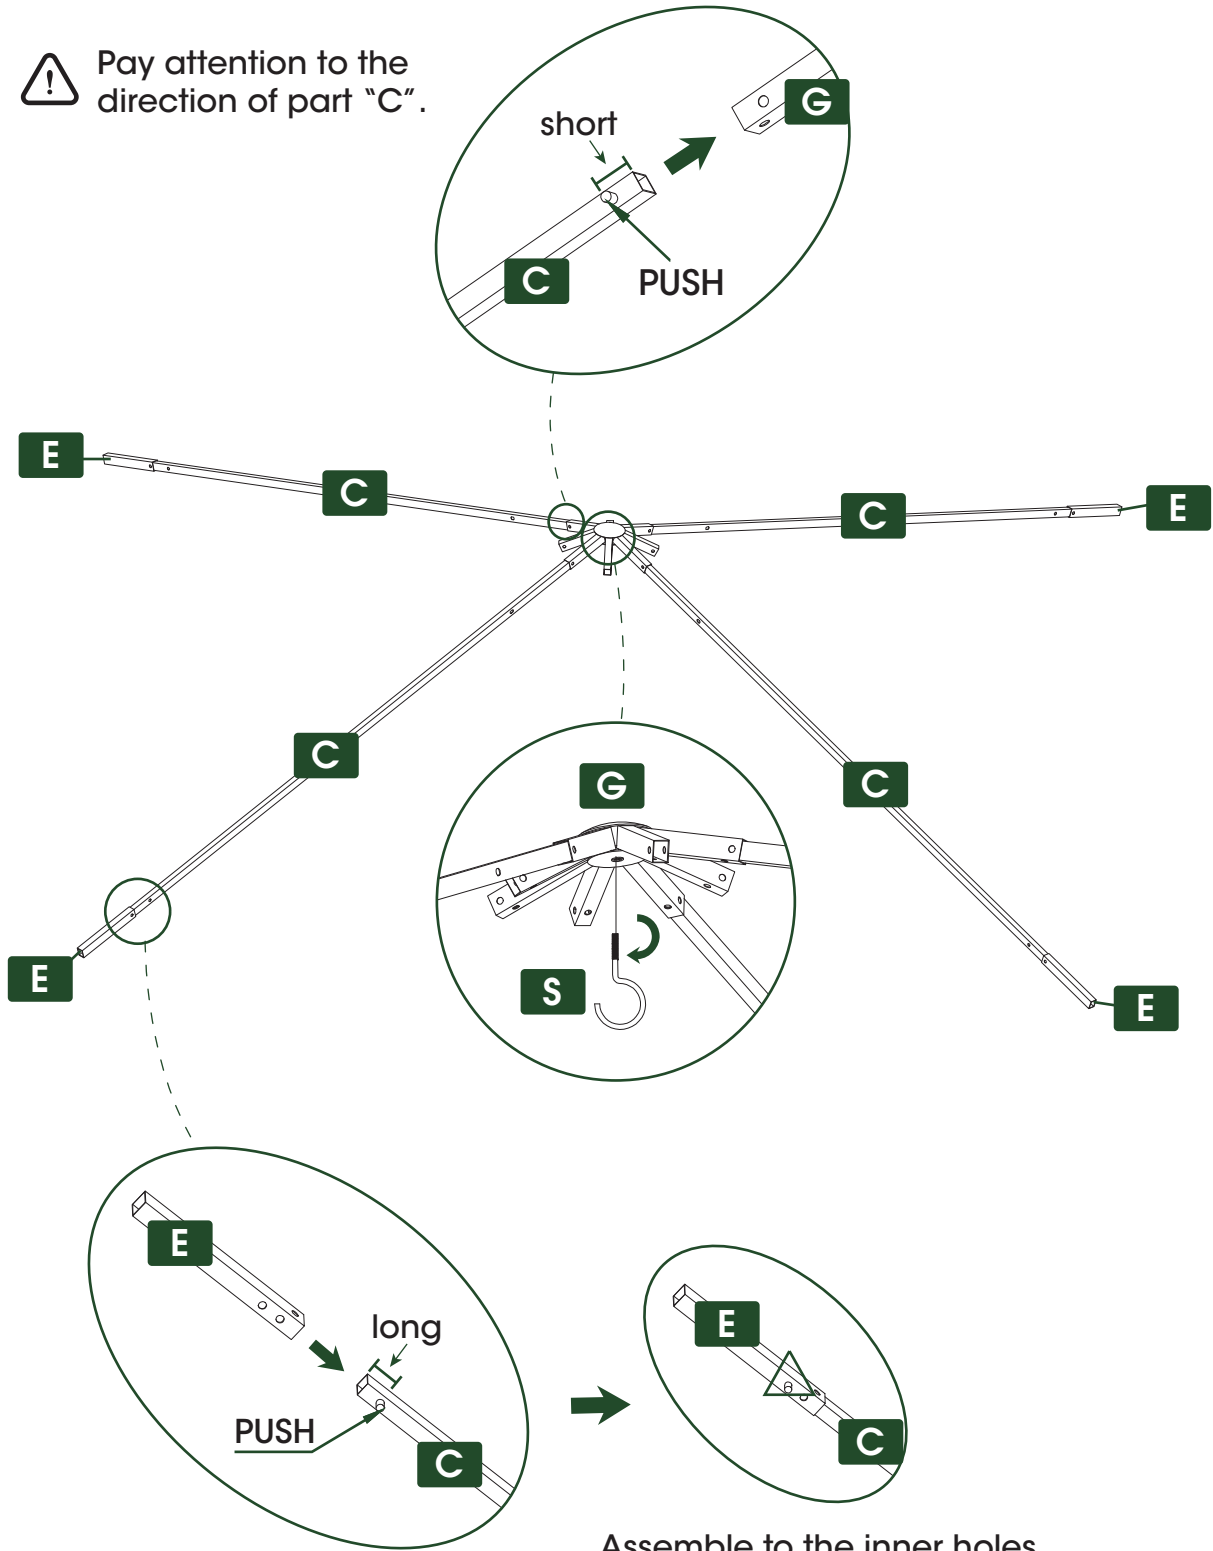 Pay attention to the
direction of part “C”.
G
short
C
PUSH
E
C
C
E
C
G
C
E
S
E
E
long
PUSH
C
E
C
Assemble to the inner holes